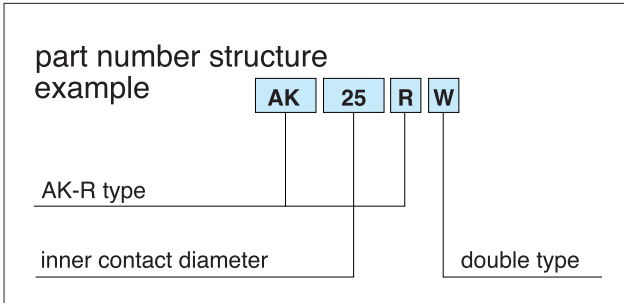 part number structure
example
AK 25 R W
AK-R type
inner contact diameter
double type